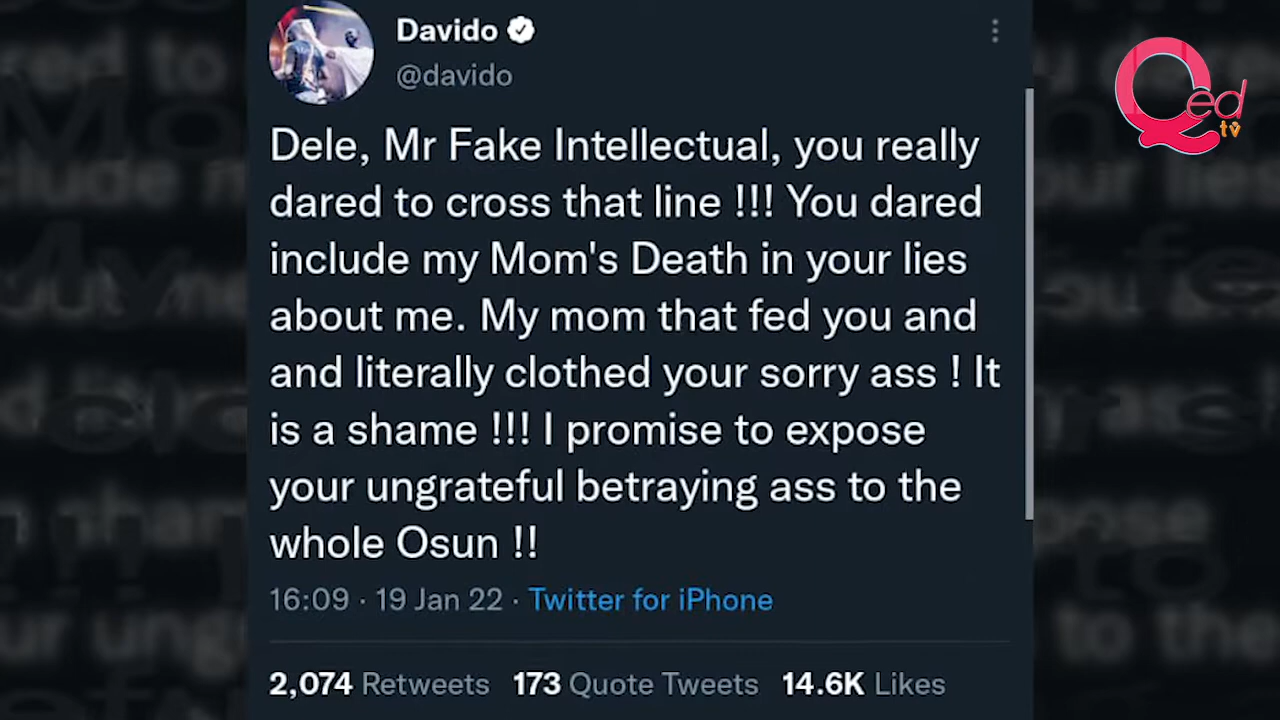 Davido
@davido
Dele, Mr Fake Intellectual, you really
dared to cross that line !!! You dared
include my Mom's Death in your lies
about me. My mom that fed you and
and literally clothed your sorry ass ! It
is a shame !!! I promise to expose
your ungrateful betraying ass to the
whole Osun !!
16:09 · 19 Jan 22 · Twitter for iPhone
2,074 Retweets 173 Quote Tweets 14.6K Likes
Qed
tv